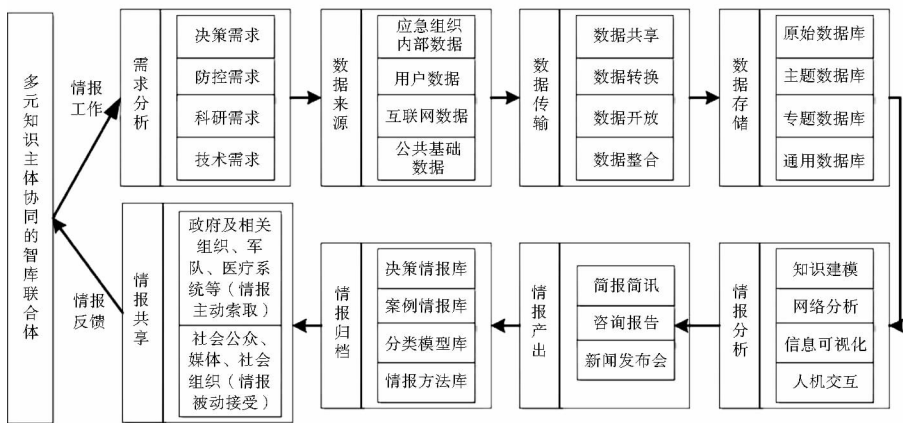 多元知识主体协同的智库联合体
情报
工作
需求分析
决策需求
防控需求
科研需求
技术需求
数据来源
应急组织
内部数据
用户数据
互联网数据
公共基础
数据
数据传输
数据共享
数据转换
数据开放
数据整合
数据存储
原始数据库
主题数据库
专题数据库
通用数据库
情报
反馈
情报共享
政府及相关
组织、军
队、医疗系
统等（情报
主动索取）
社会公众、
媒体、社会
组织（情报
被动接受）
情报归档
决策情报库
案例情报库
分类模型库
情报方法库
情报产出
简报简讯
咨询报告
新闻发布会
情报分析
知识建模
网络分析
信息可视化
人机交互